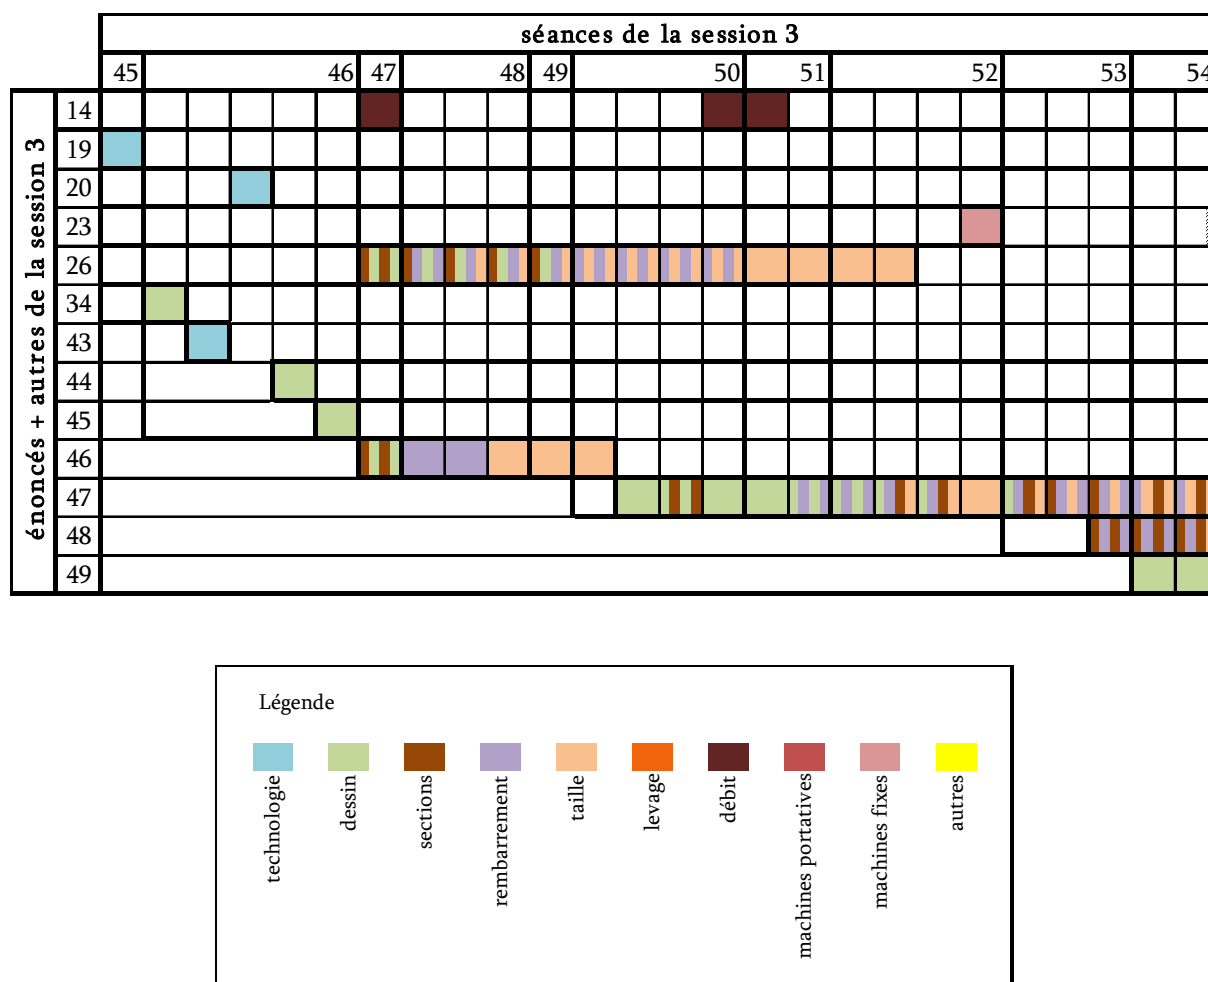 séances de la session 3
45 46 47 48 49 50 51 52 53 54
énoncés + autres de la session 3
14
19
20
23
26
34
43
44
45
46
47
48
49
Légende
technologie
dessin
sections
rembarrement
taille
levage
débit
machines portatives
machines fixes
autres